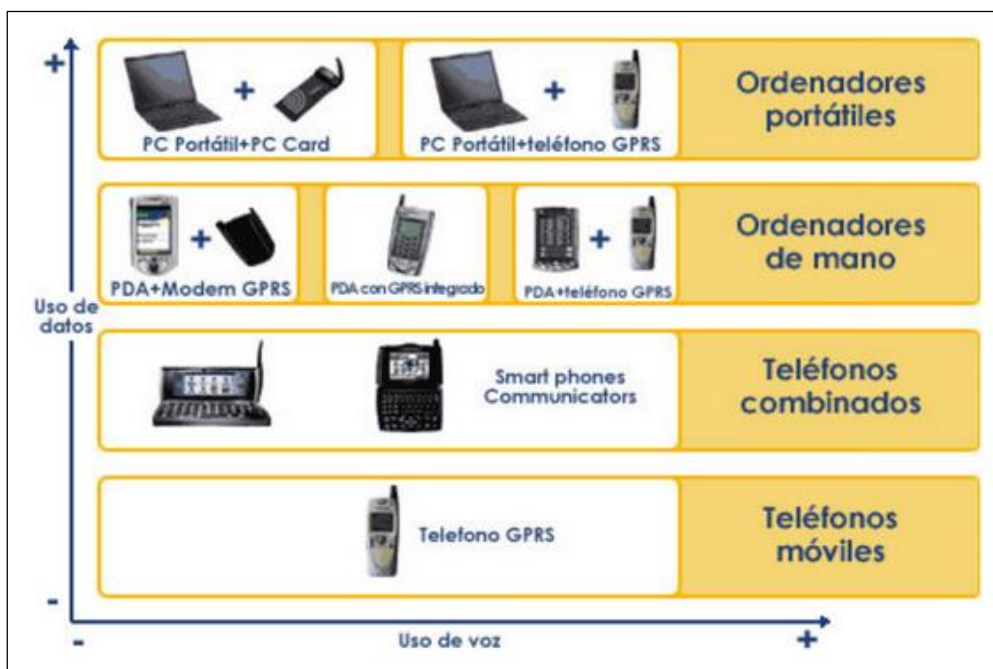 +
+
+
Ordenadores
portátiles
PC Portátil+PC Card
PC Portátil+teléfono GPRS
+
+
Ordenadores
de mano
PDA+Modem GPRS
PDA con GPRS integrado
PDA+teléfono GPRS
Uso de
datos
Smart phones
Communicators
Teléfonos
combinados
Telefono GPRS
Teléfonos
móviles
-
-
Uso de voz
+